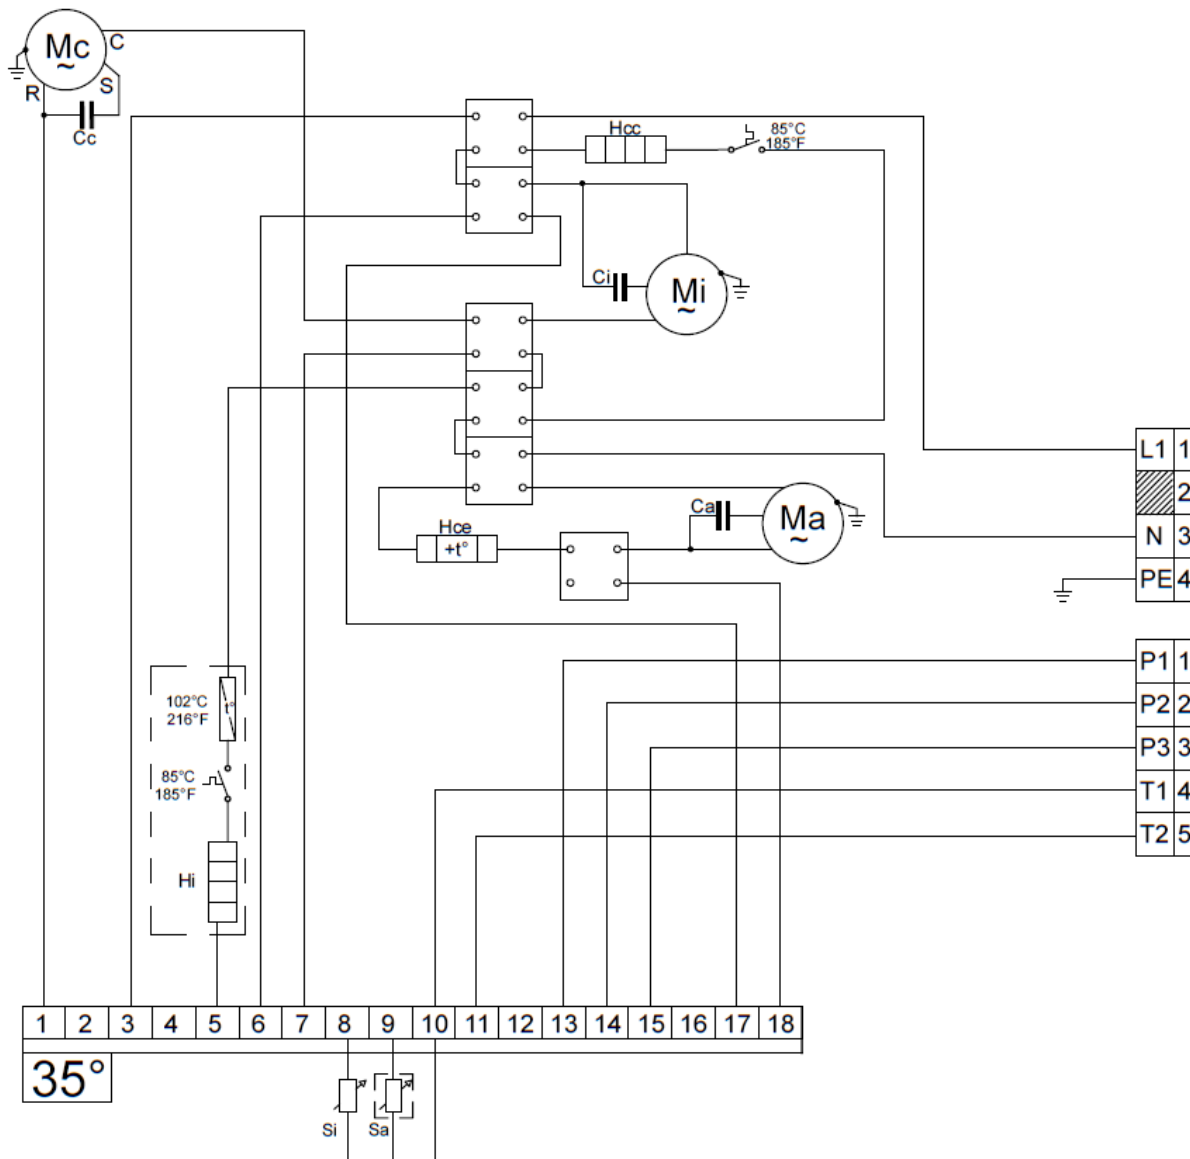 Mc
~
C
S
R
Cc
Hcc
85°C
185°F
Ci
Mi
~
L1 1
2
N 3
PE 4
Ca
Ma
~
Hce
+t°
P1 1
P2 2
P3 3
T1 4
T2 5
102°C
216°F
t°
85°C
185°F
Hi
1 2 3 4 5 6 7 8 9 10 11 12 13 14 15 16 17 18
35°
Si
Sa